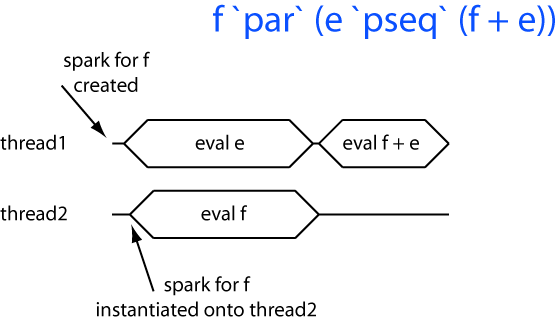 f `par` (e `pseq` (f + e))
spark for f
created
thread1
eval e
eval f + e
thread2
eval f
spark for f
instantiated onto thread2